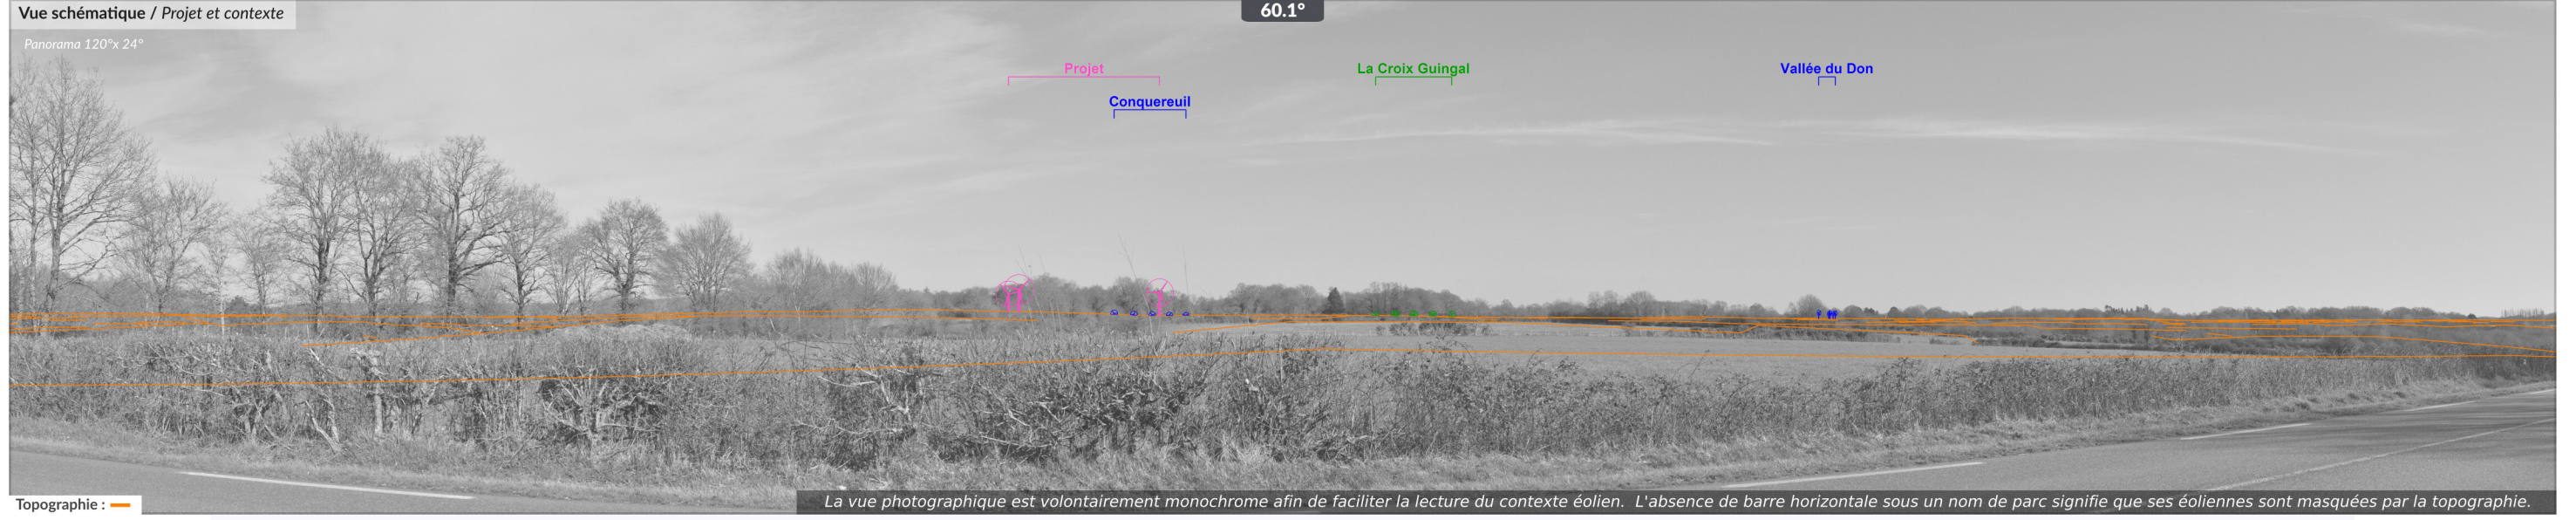 Vue schématique / Projet et contexte
60.1°
Panorama 120°x 24°
Projet
La Croix Guingal
Vallée du Don
Conquereuil
Topographie :
La vue photographique est volontairement monochrome afin de faciliter la lecture du contexte éolien. L'absence de barre horizontale sous un nom de parc signifie que ses éoliennes sont masquées par la topographie.